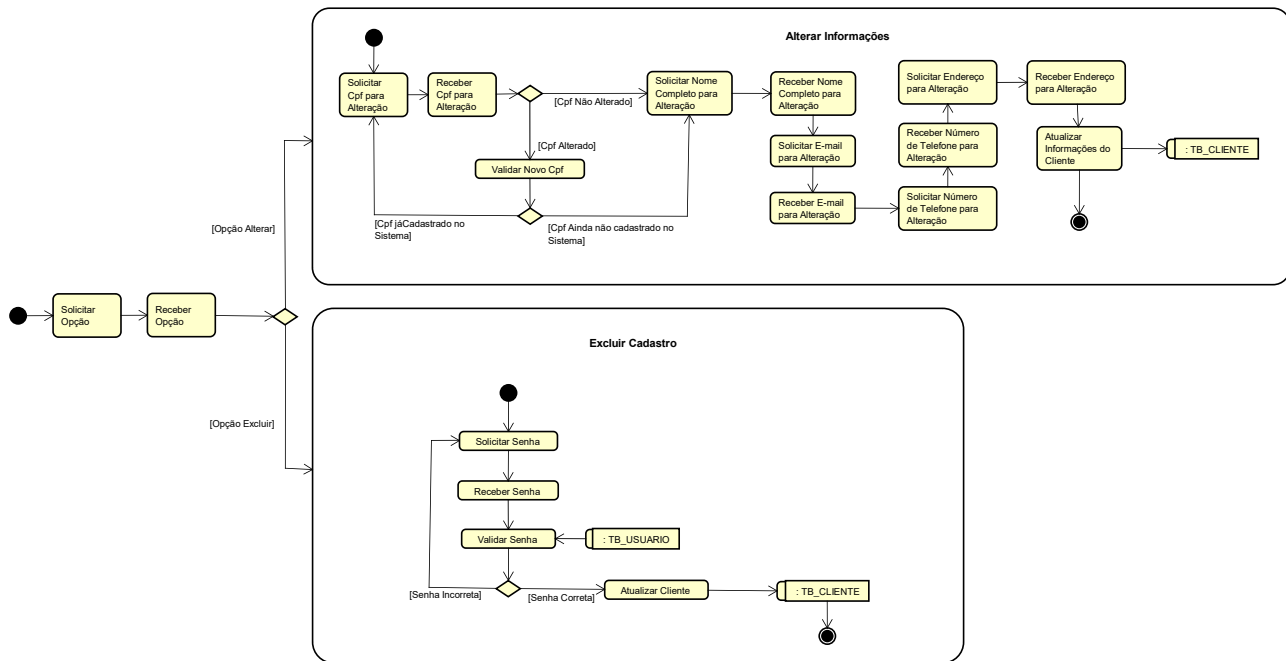 Alterar Informações
Solicitar
Cpf para
Alteração
Receber
Cpf para
Alteração
[Cpf Não Alterado]
[Cpf Alterado]
Validar Novo Cpf
[Cpf jáCadastrado no
Sistema]
[Cpf Ainda não cadastrado no
Sistema]
Solicitar Nome
Completo para
Alteração
Receber Nome
Completo para
Alteração
Solicitar E-mail
para Alteração
Receber E-mail
para Alteração
Solicitar Número
de Telefone para
Alteração
Receber Número
de Telefone para
Alteração
Solicitar Endereço
para Alteração
Receber Endereço
para Alteração
Atualizar
Informações do
Cliente
: TB_CLIENTE
[Opção Alterar]
Solicitar
Opção
Receber
Opção
[Opção Excluir]
Excluir Cadastro
Solicitar Senha
Receber Senha
Validar Senha
: TB_USUARIO
[Senha Incorreta]
[Senha Correta]
Atualizar Cliente
: TB_CLIENTE